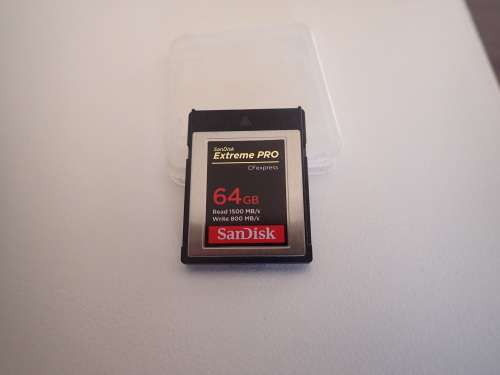 SanDisk
Extreme PRO
CFexpress
64GB
Read 1500 MB/s
Write 800 MB/s
SanDisk